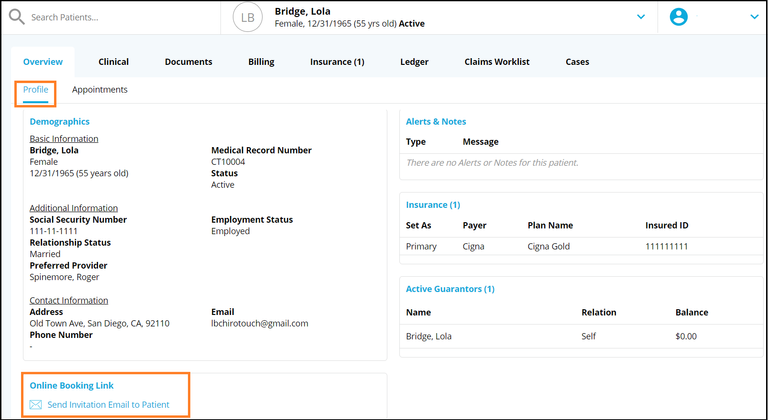 Search Patients...
LB
Bridge, Lola
Female, 12/31/1965 (55 yrs old) Active
Overview Clinical Documents Billing Insurance (1) Ledger Claims Worklist Cases
Profile Appointments
Demographics
Basic Information
Bridge, Lola
Female
12/31/1965 (55 years old)
Medical Record Number
CT10004
Status
Active
Additional Information
Social Security Number
111-11-1111
Relationship Status
Married
Preferred Provider
Spinemore, Roger
Employment Status
Employed
Contact Information
Address
Old Town Ave, San Diego, CA, 92110
Phone Number
-
Email
lbchirotouch@gmail.com
Online Booking Link
Send Invitation Email to Patient
Alerts & Notes
Type Message
There are no Alerts or Notes for this patient.
Insurance (1)
Set As Payer Plan Name Insured ID
Primary Cigna Cigna Gold 111111111
Active Guarantors (1)
Name Relation Balance
Bridge, Lola Self $0.00